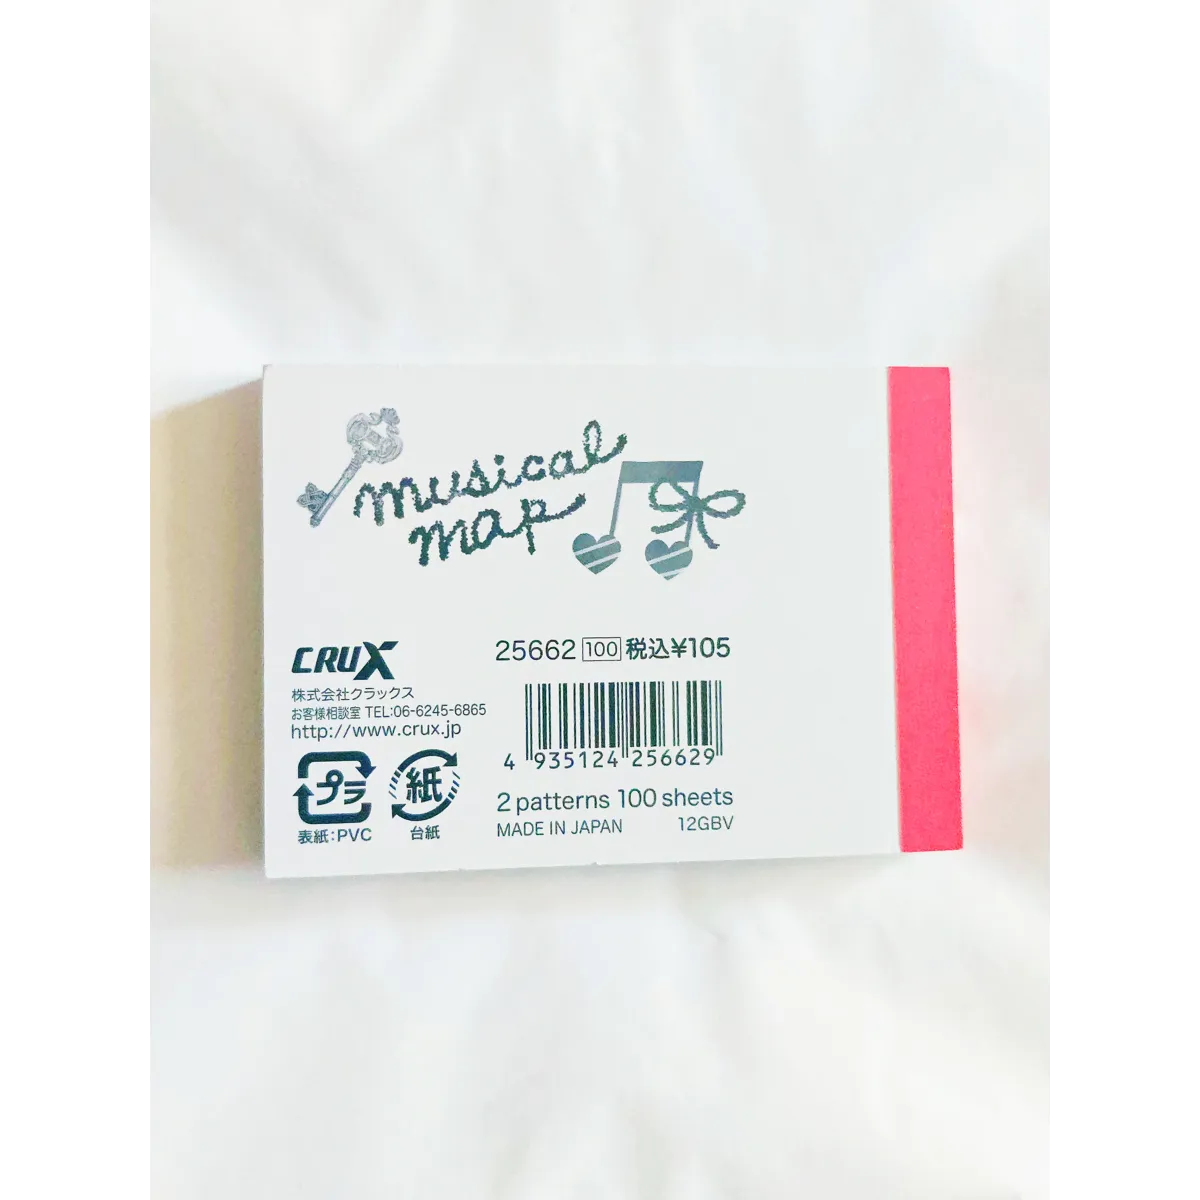 musical
map
CRUX
株式会社クラックス
お客様相談室 TEL:06-6245-6865
http://www.crux.jp
プラ
表紙:PVC
紙
台紙
25662 100 税込¥105
4 935124 256629
2 patterns 100 sheets
MADE IN JAPAN 12GBV